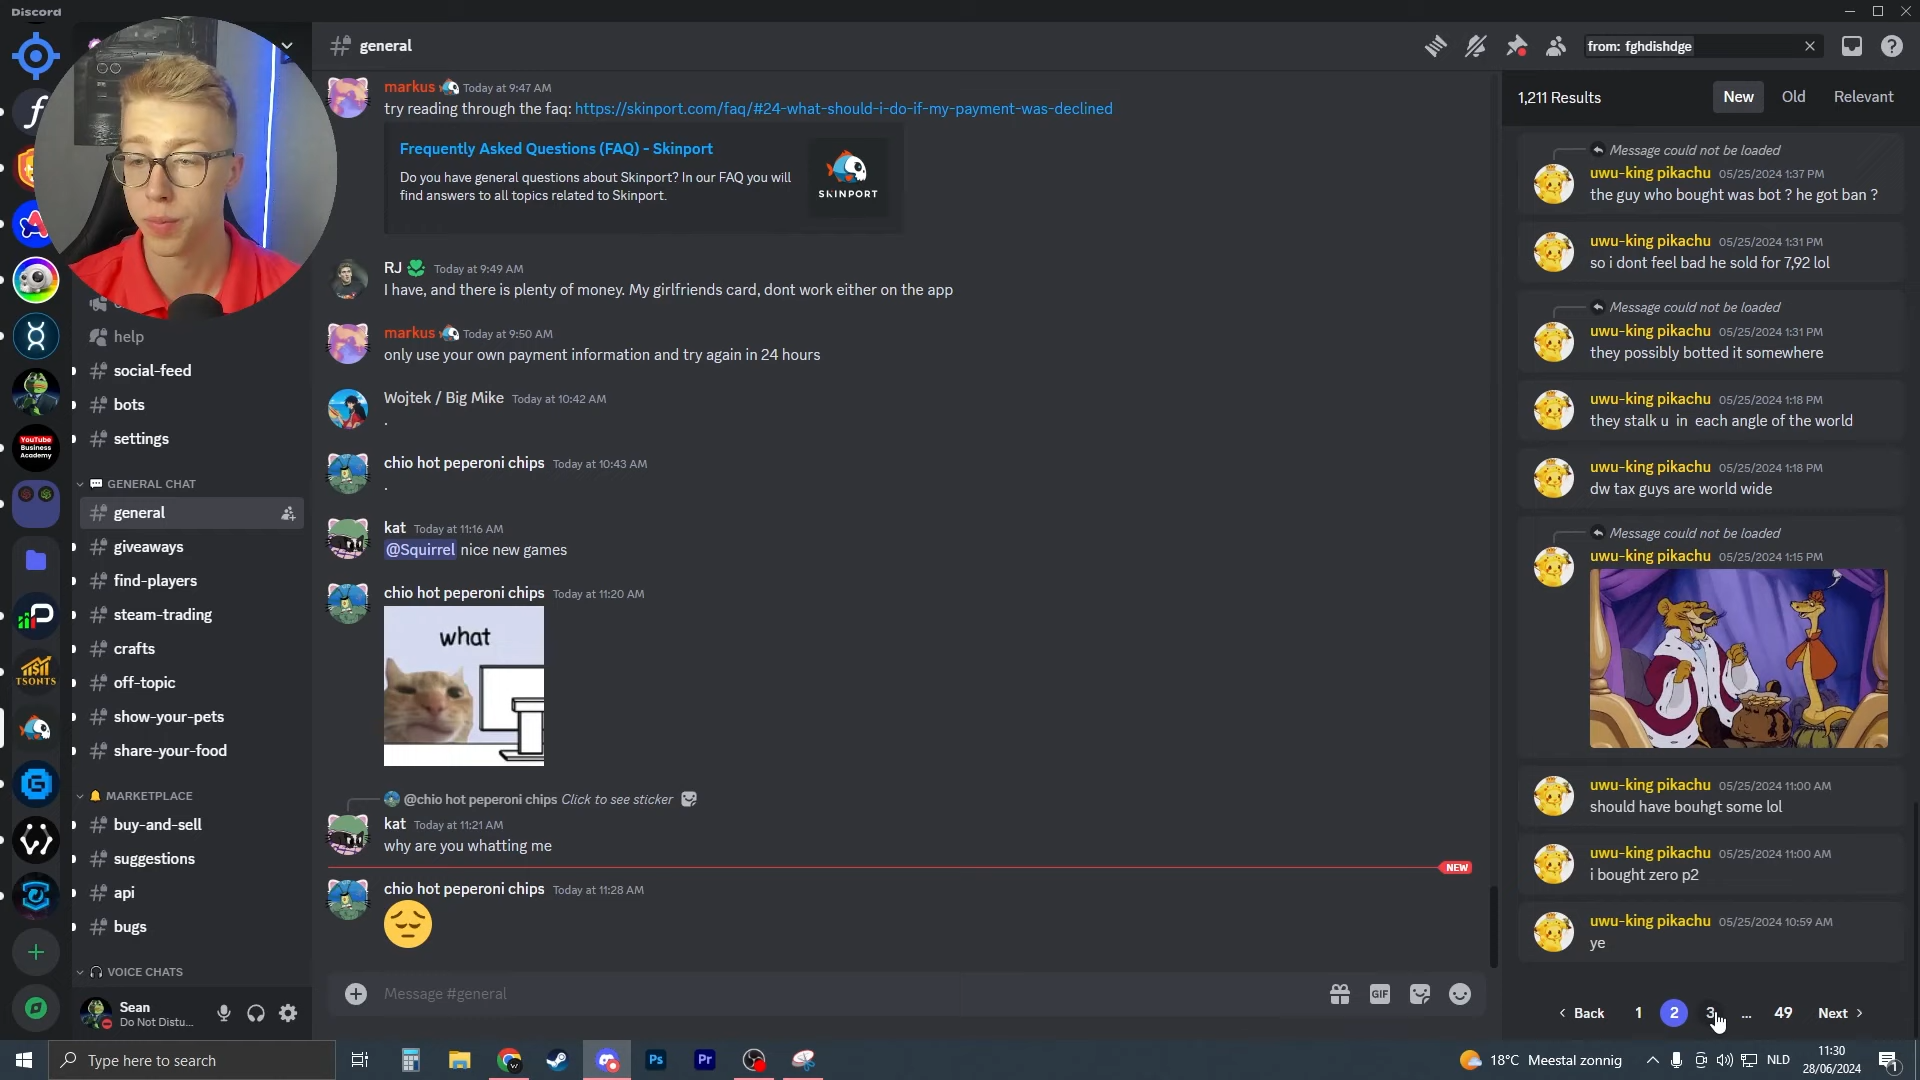 Discord
general
from: fghdishdge
markus Today at 9:47 AM
try reading through the faq: https://skinport.com/faq/#24-what-should-i-do-if-my-payment-was-declined
Frequently Asked Questions (FAQ) - Skinport
Do you have general questions about Skinport? In our FAQ you will
find answers to all topics related to Skinport.
SKINPORT
RJ Today at 9:49 AM
I have, and there is plenty of money. My girlfriends card, dont work either on the app
markus Today at 9:50 AM
only use your own payment information and try again in 24 hours
Wojtek / Big Mike Today at 10:42 AM
.
chio hot peperoni chips Today at 10:43 AM
.
kat Today at 11:16 AM
@Squirrel nice new games
chio hot peperoni chips Today at 11:20 AM
what
@chio hot peperoni chips Click to see sticker
kat Today at 11:21 AM
why are you whatting me
NEW
chio hot peperoni chips Today at 11:28 AM
Message #general
GIF
help
social-feed
bots
settings
GENERAL CHAT
general
giveaways
find-players
steam-trading
crafts
off-topic
show-your-pets
share-your-food
MARKETPLACE
buy-and-sell
suggestions
api
bugs
VOICE CHATS
Sean
Do Not Distu...
YouTube
Business
Academy
TSONTS
1,211 Results
New Old Relevant
Message could not be loaded
uwu-king pikachu 05/25/2024 1:37 PM
the guy who bought was bot ? he got ban ?
uwu-king pikachu 05/25/2024 1:31 PM
so i dont feel bad he sold for 7,92 lol
Message could not be loaded
uwu-king pikachu 05/25/2024 1:31 PM
they possibly botted it somewhere
uwu-king pikachu 05/25/2024 1:18 PM
they stalk u in each angle of the world
uwu-king pikachu 05/25/2024 1:18 PM
dw tax guys are world wide
Message could not be loaded
uwu-king pikachu 05/25/2024 1:15 PM
uwu-king pikachu 05/25/2024 11:00 AM
should have bouhgt some lol
uwu-king pikachu 05/25/2024 11:00 AM
i bought zero p2
uwu-king pikachu 05/25/2024 10:59 AM
ye
Back 1 2 3 ... 49 Next
Type here to search
Ps
Pr
18°C Meestal zonnig
NLD
11:30
28/06/2024
1